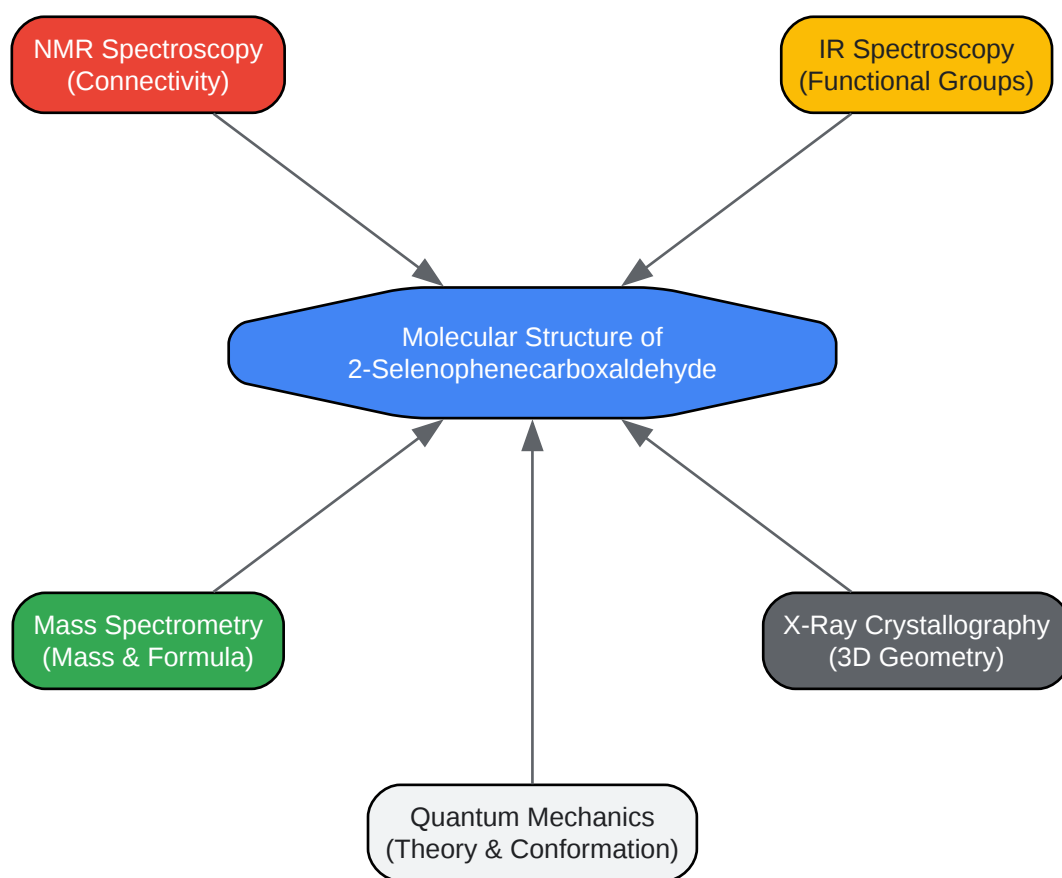 NMR Spectroscopy
(Connectivity)
IR Spectroscopy
(Functional Groups)
Molecular Structure of
2-Selenophenecarboxaldehyde
Mass Spectrometry
(Mass & Formula)
X-Ray Crystallography
(3D Geometry)
Quantum Mechanics
(Theory & Conformation)